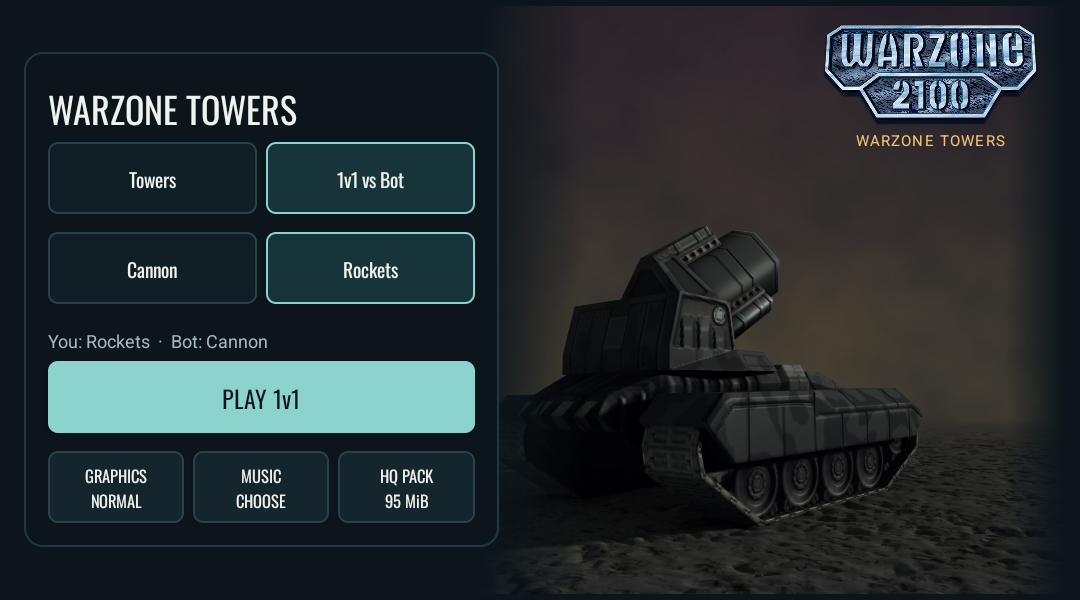 WARZONE TOWERS
Towers
1v1 vs Bot
Cannon
Rockets
You: Rockets · Bot: Cannon
PLAY 1v1
GRAPHICS
NORMAL
MUSIC
CHOOSE
HQ PACK
95 MiB
WARZONE
2100
WARZONE TOWERS